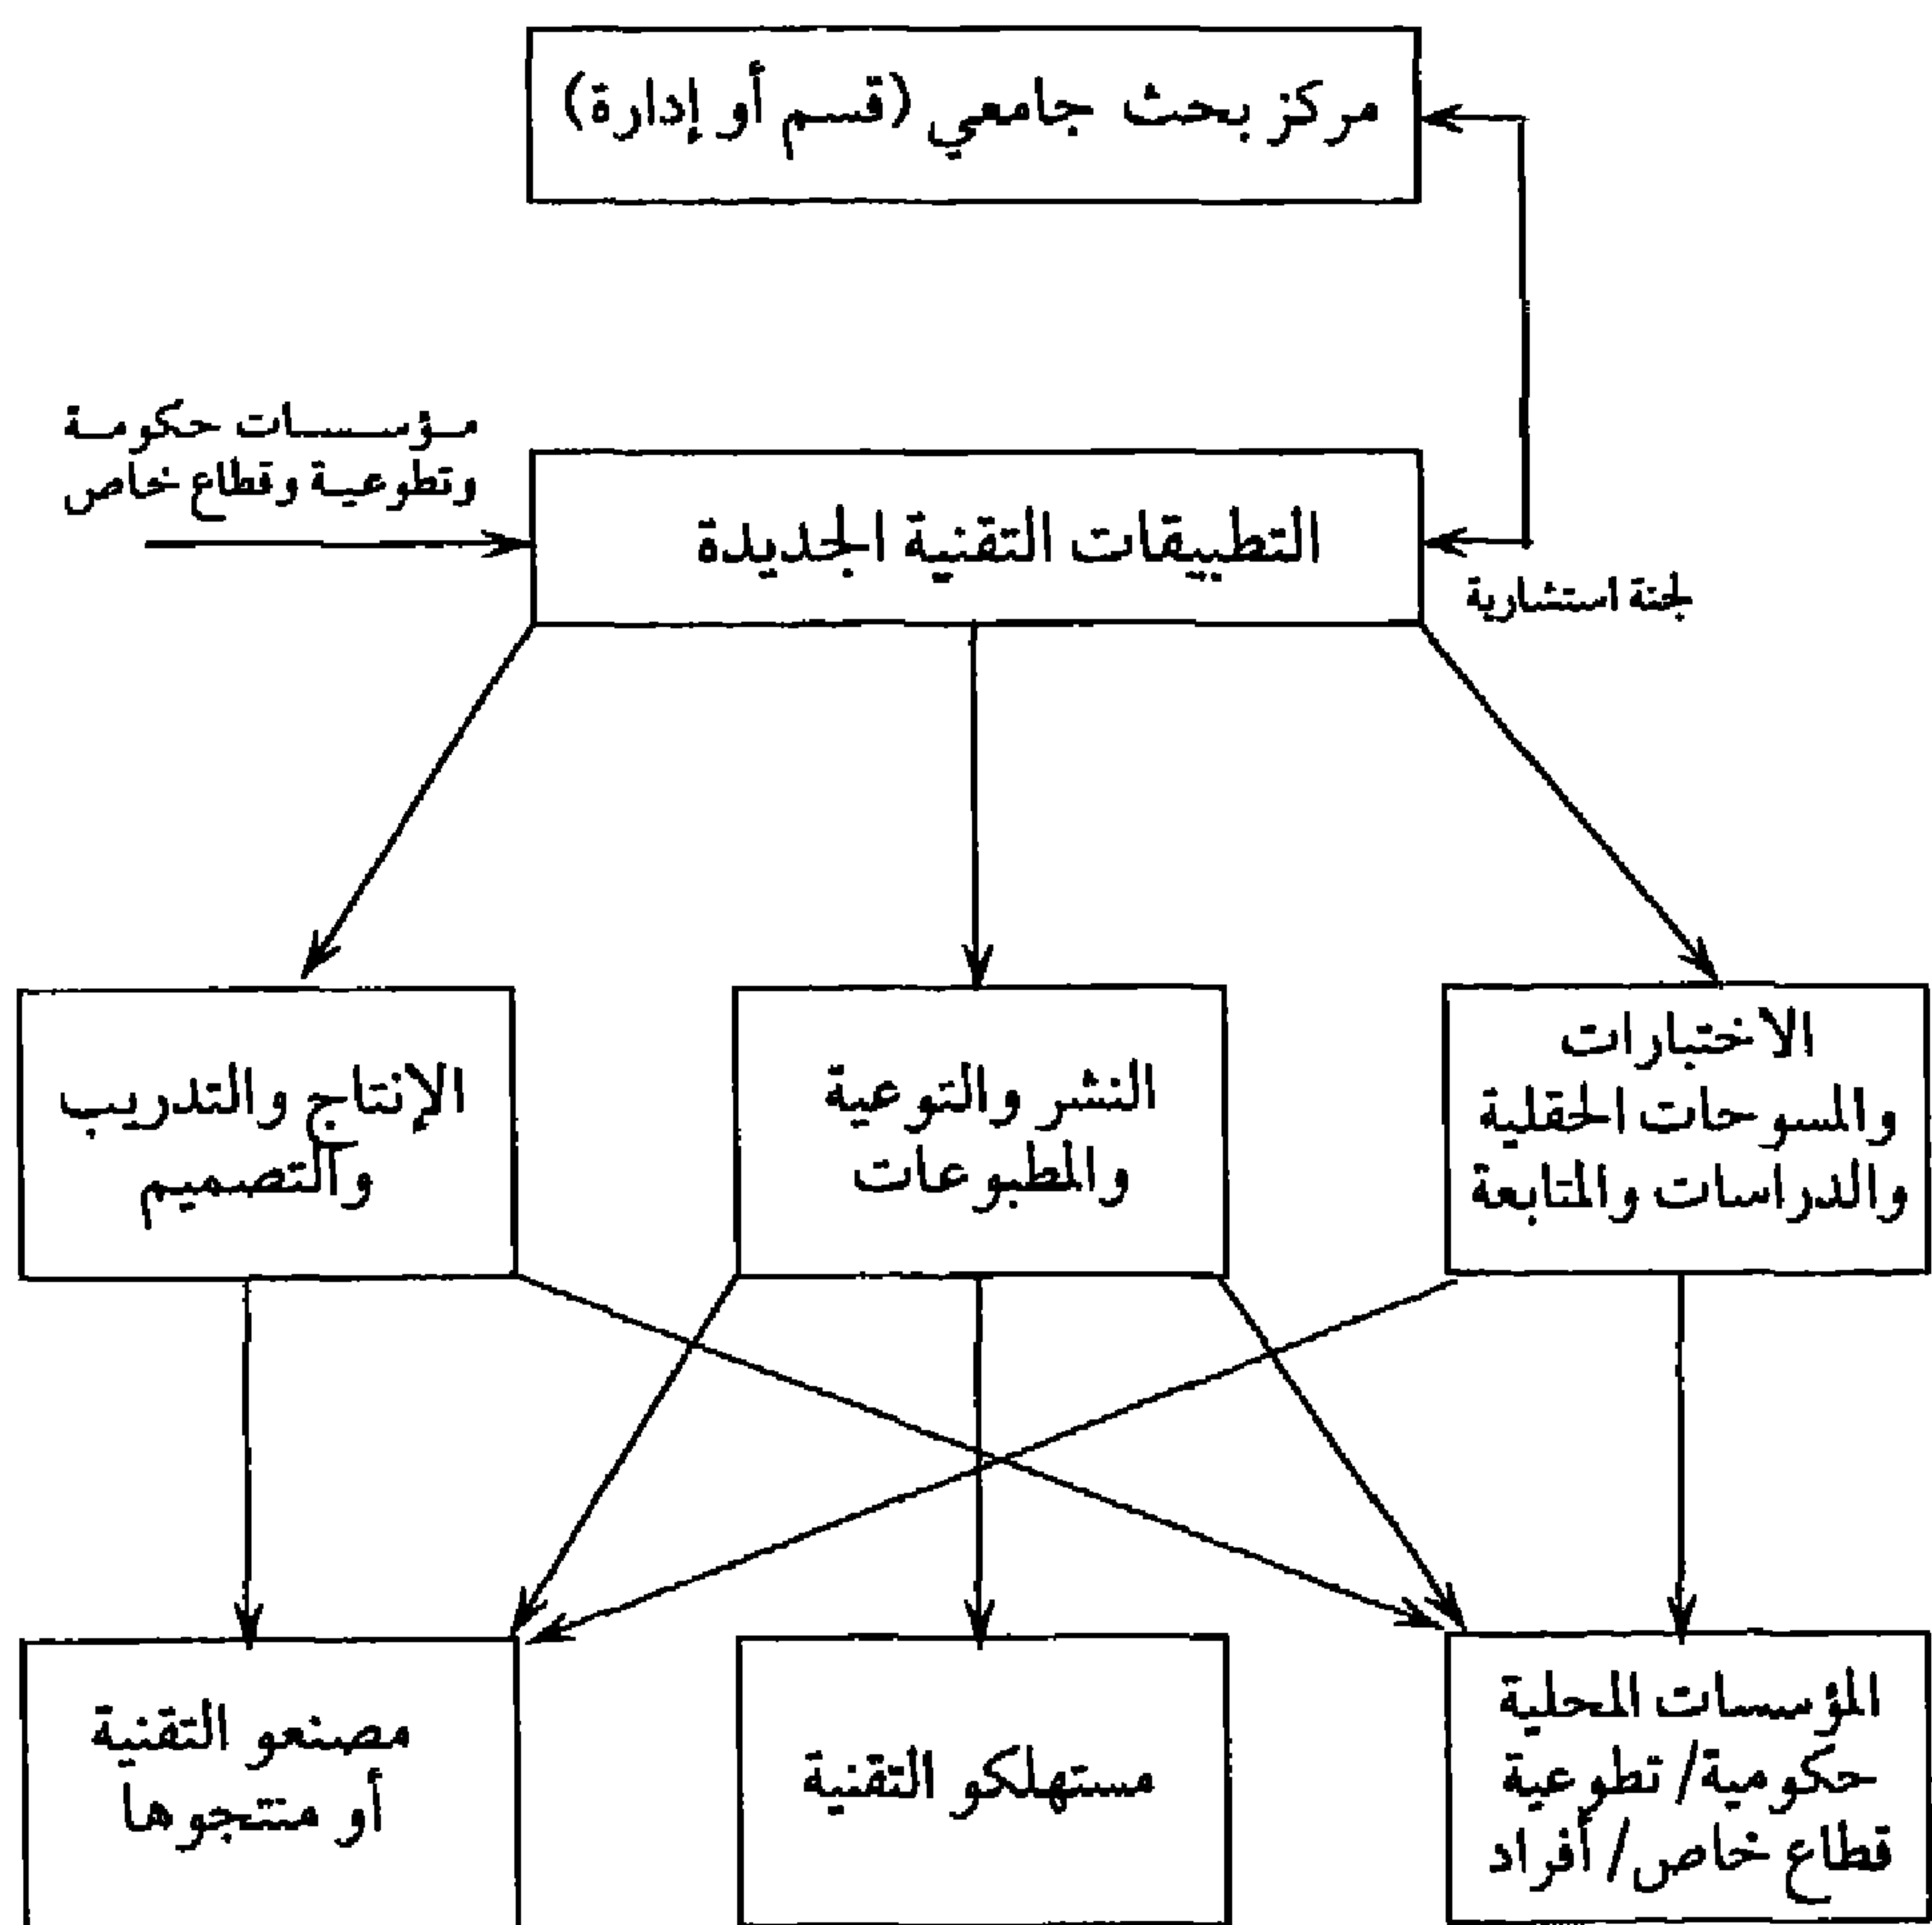 مركز بحث جامعي (قسم أو إدارة)
مؤسسات حكومة
وتطوعية وقطاع خاص
التطبيقات التقنية الجديدة
لجنة استشارية
الاختبارات
والمسوحات الحقلية
والدراسات والمتابعة
النشر والتوعية
والمطبوعات
الإنتاج والتدريب
والتصميم
المؤسسات المحلية
حكومية/ تطوعية
قطاع خاص/ أفراد
مستهلكو التقنية
مصنعو التقنية
أو منتجوها